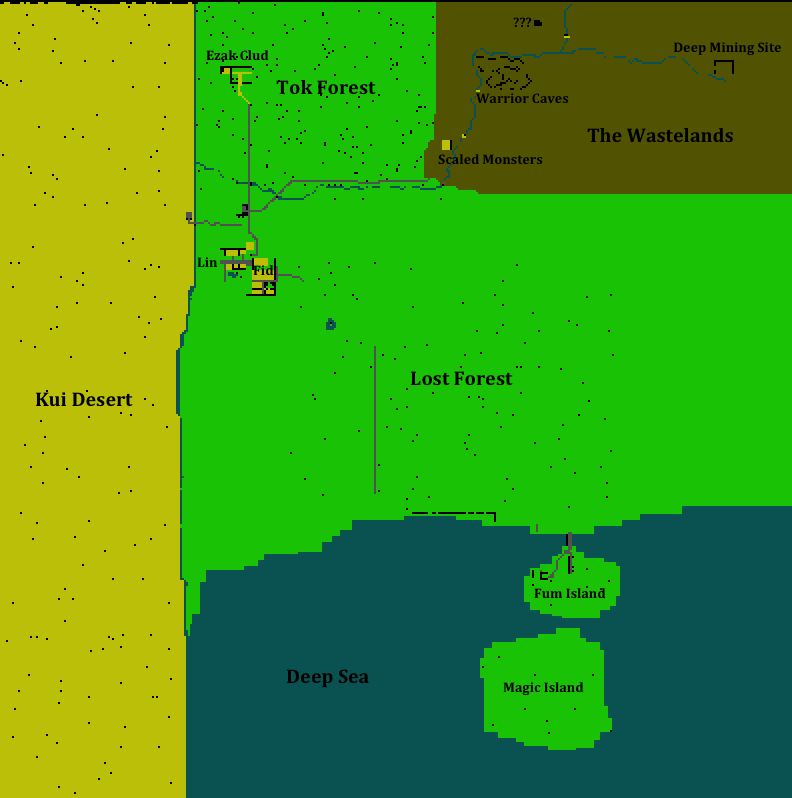 ???
Deep Mining Site
Ezak Glud
Tok Forest
Warrior Caves
The Wastelands
Scaled Monsters
Lin
Fid
Lost Forest
Kui Desert
Fum Island
Deep Sea
Magic Island